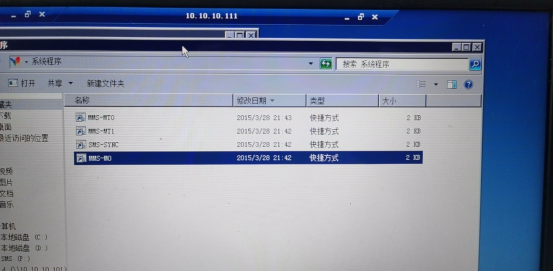 10.10.10.111
序
系统程序
搜索 系统程序
打开 共享 新建文件夹
名称 修改日期 类型 大小
MMS-MT0 2015/3/28 21:43 快捷方式 2 KB
MMS-MT1 2015/3/28 21:42 快捷方式 2 KB
SMS-SYNC 2015/3/28 21:42 快捷方式 2 KB
MMS-MO 2015/3/28 21:42 快捷方式 2 KB
藏夹
下载
桌面
最近访问的位置
视频
图片
文档
音乐
算机
本地磁盘 (C:)
本地磁盘 (D:)
SMS (F:)